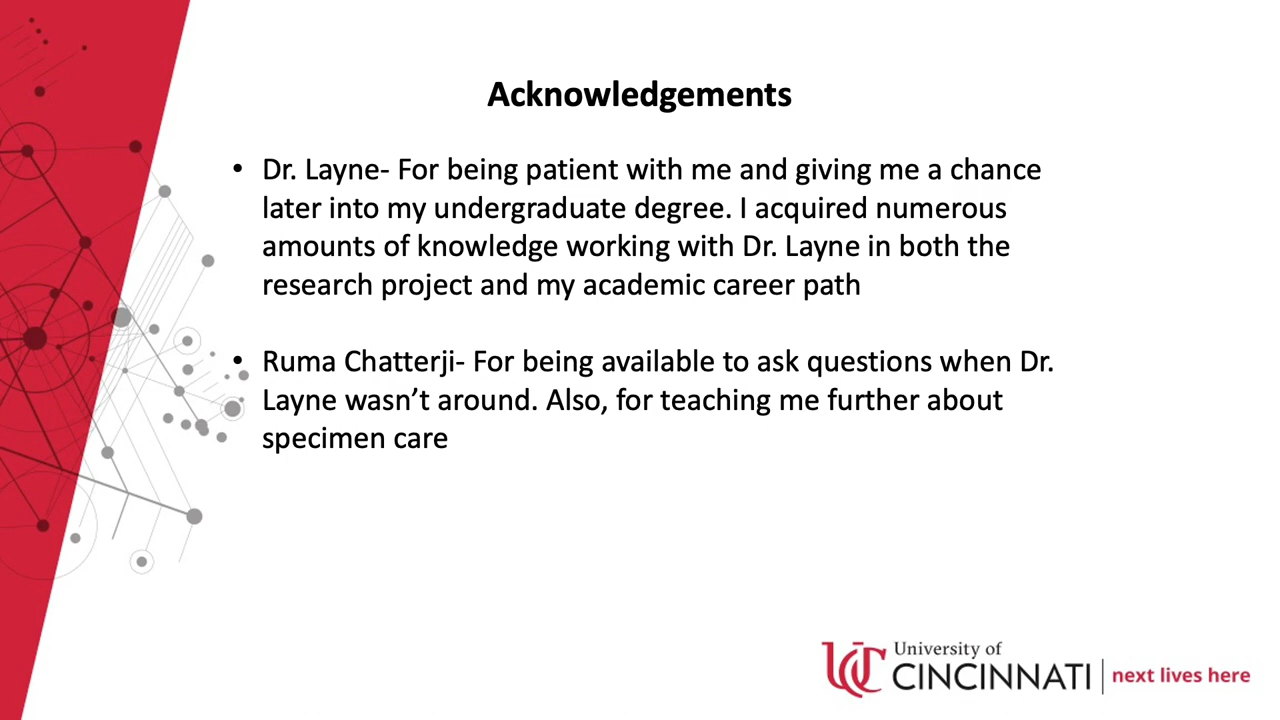 Acknowledgements
• Dr. Layne- For being patient with me and giving me a chance
later into my undergraduate degree. I acquired numerous
amounts of knowledge working with Dr. Layne in both the
research project and my academic career path
• Ruma Chatterji- For being available to ask questions when Dr.
Layne wasn’t around. Also, for teaching me further about
specimen care
UC
University of
CINCINNATI
next lives here